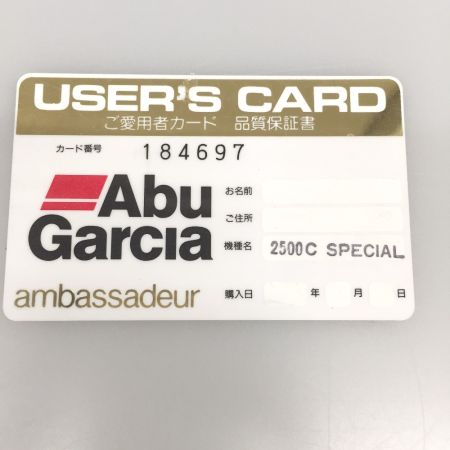 USER'S CARD
ご愛用者カード 品質保証書
カード番号 184697
Abu
Garcia
お名前
ご住所
機種名 2500C SPECIAL
ambassadeur
購入日 年 月 日